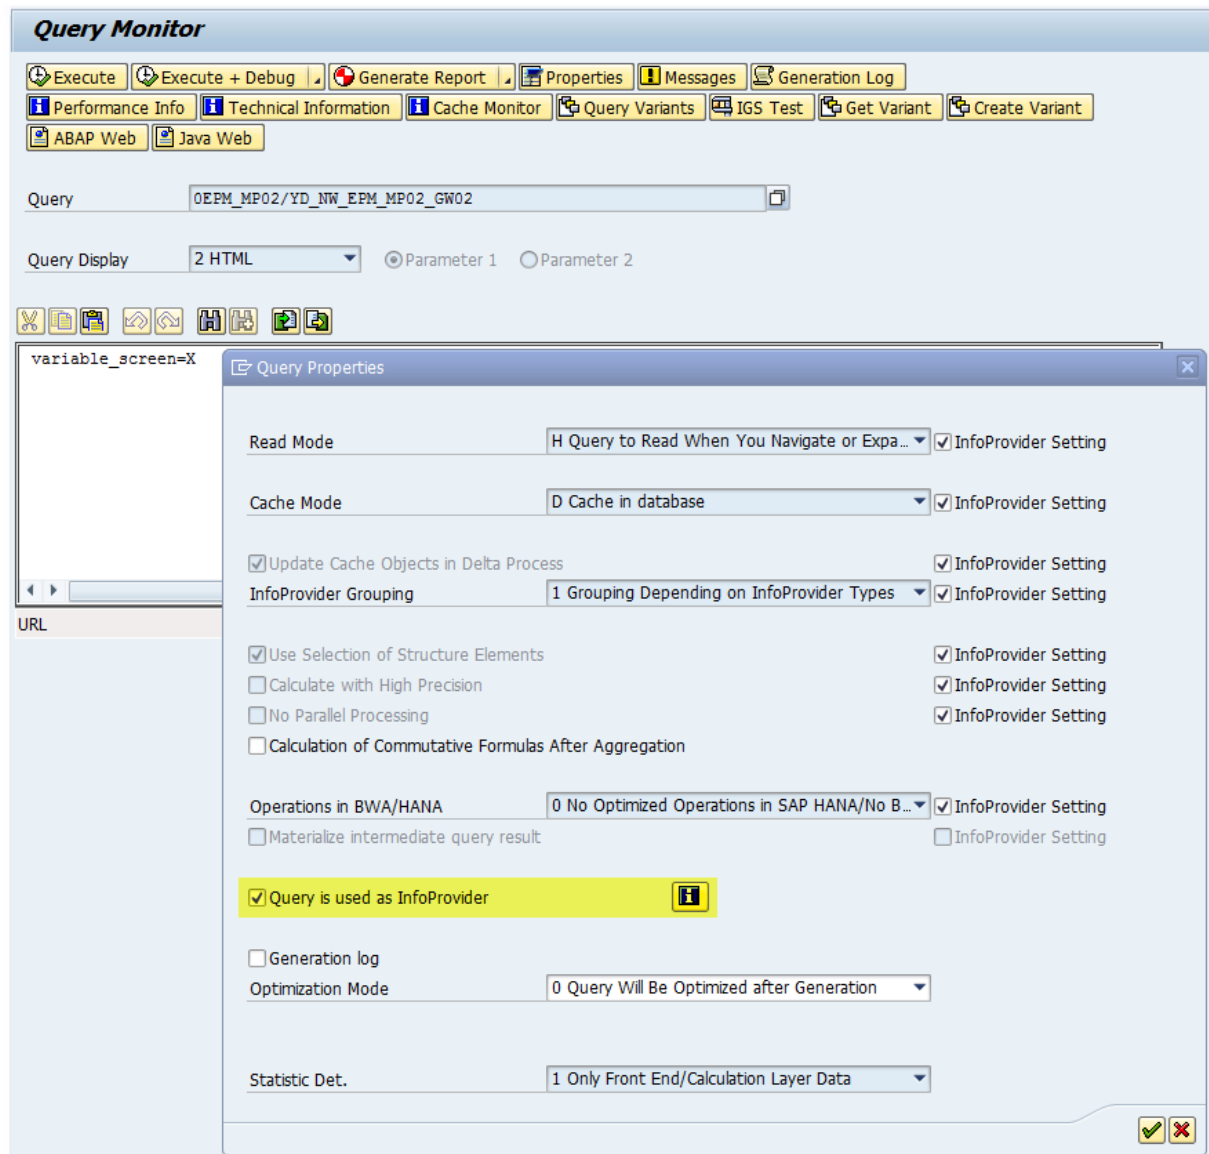 Query Monitor
Execute Execute + Debug Generate Report Properties Messages Generation Log
Performance Info Technical Information Cache Monitor Query Variants IGS Test Get Variant Create Variant
ABAP Web Java Web
Query 0EPM_MP02/YD_NW_EPM_MP02_GW02
Query Display 2 HTML Parameter 1 Parameter 2
variable_screen=X
Query Properties
Read Mode H Query to Read When You Navigate or Expa... InfoProvider Setting
Cache Mode D Cache in database InfoProvider Setting
Update Cache Objects in Delta Process InfoProvider Setting
InfoProvider Grouping 1 Grouping Depending on InfoProvider Types InfoProvider Setting
URL
Use Selection of Structure Elements InfoProvider Setting
Calculate with High Precision InfoProvider Setting
No Parallel Processing InfoProvider Setting
Calculation of Commutative Formulas After Aggregation
Operations in BWA/HANA 0 No Optimized Operations in SAP HANA/No B... InfoProvider Setting
Materialize intermediate query result InfoProvider Setting
Query is used as InfoProvider
Generation log
Optimization Mode 0 Query Will Be Optimized after Generation
Statistic Det. 1 Only Front End/Calculation Layer Data